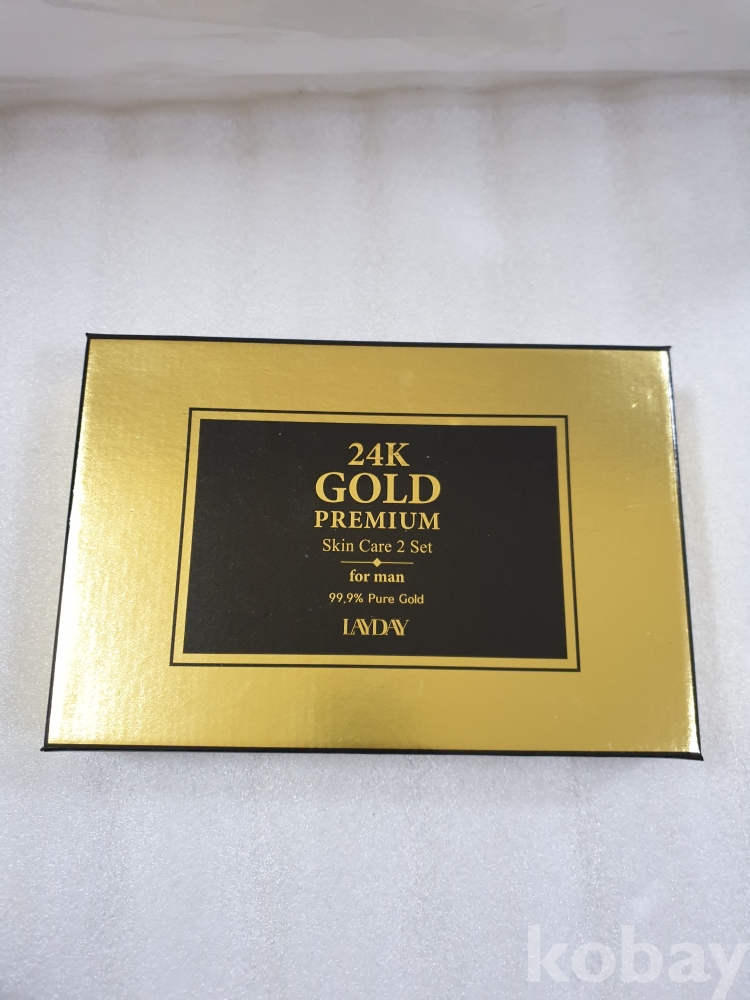 24K
GOLD
PREMIUM
Skin Care 2 Set
for man
99.9% Pure Gold
LAYDAY
kobay